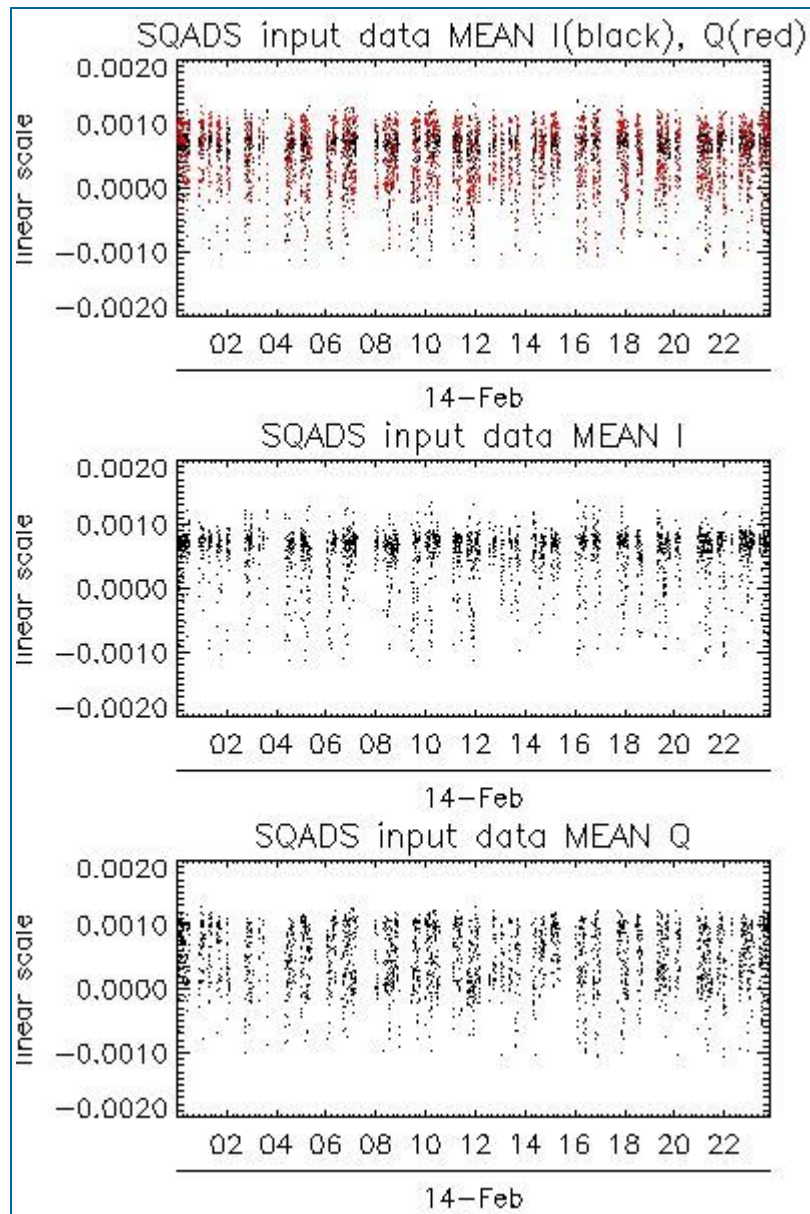 SQADS input data MEAN I(black), Q(red)
linear scale
0.0020
0.0010
0.0000
−0.0010
−0.0020
02 04 06 08 10 12 14 16 18 20 22
14−Feb
SQADS input data MEAN I
linear scale
0.0020
0.0010
0.0000
−0.0010
−0.0020
02 04 06 08 10 12 14 16 18 20 22
14−Feb
SQADS input data MEAN Q
linear scale
0.0020
0.0010
0.0000
−0.0010
−0.0020
02 04 06 08 10 12 14 16 18 20 22
14−Feb